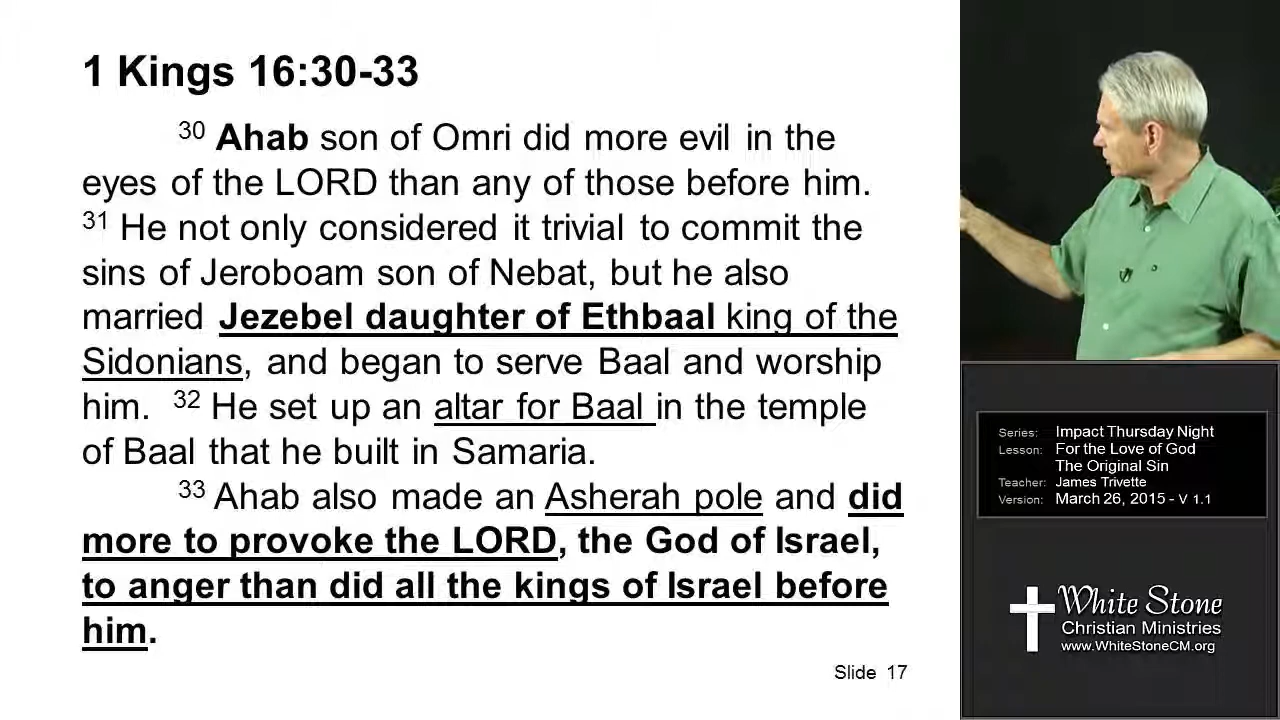 1 Kings 16:30-33
30 Ahab son of Omri did more evil in the
eyes of the LORD than any of those before him.
31 He not only considered it trivial to commit the
sins of Jeroboam son of Nebat, but he also
married Jezebel daughter of Ethbaal king of the
Sidonians, and began to serve Baal and worship
him. 32 He set up an altar for Baal in the temple
of Baal that he built in Samaria.
33 Ahab also made an Asherah pole and did
more to provoke the LORD, the God of Israel,
to anger than did all the kings of Israel before
him.
Slide 17
Series: Impact Thursday Night
Lesson: For the Love of God
The Original Sin
Teacher: James Trivette
Version: March 26, 2015 - V 1.1
White Stone
Christian Ministries
www.WhiteStoneCM.org